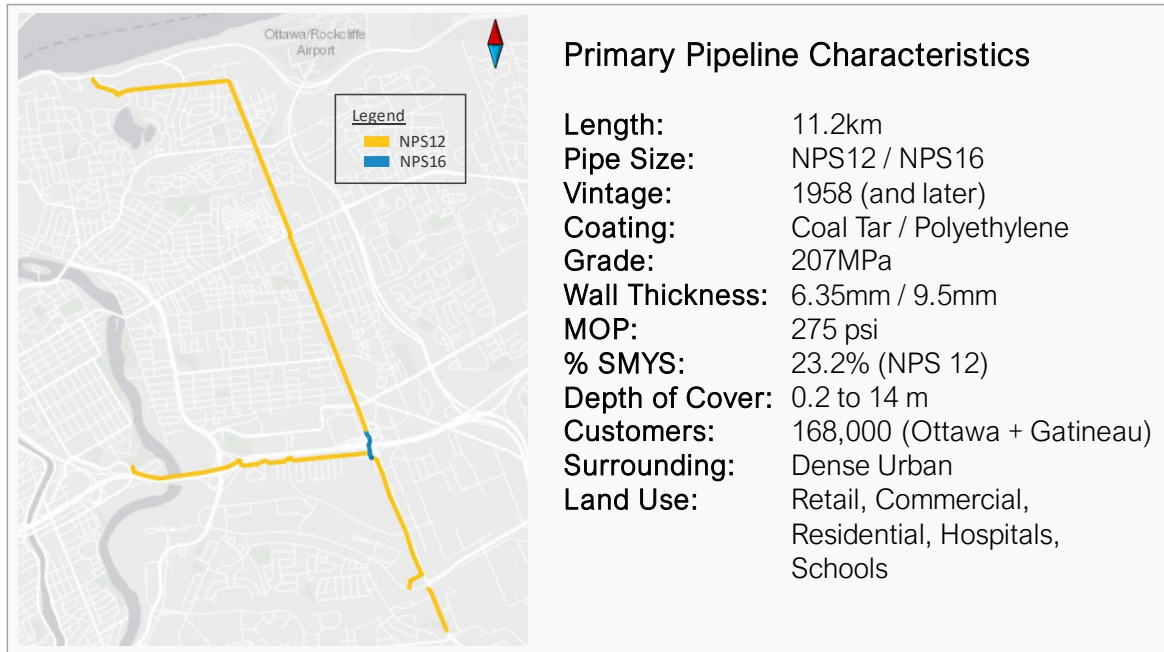 Ottawa/Rockcliffe
Airport
Legend
NPS12
NPS16
Primary Pipeline Characteristics
Length: 11.2km
Pipe Size: NPS12 / NPS16
Vintage: 1958 (and later)
Coating: Coal Tar / Polyethylene
Grade: 207MPa
Wall Thickness: 6.35mm / 9.5mm
MOP: 275 psi
% SMYS: 23.2% (NPS 12)
Depth of Cover: 0.2 to 14 m
Customers: 168,000 (Ottawa + Gatineau)
Surrounding: Dense Urban
Land Use: Retail, Commercial,
Residential, Hospitals,
Schools